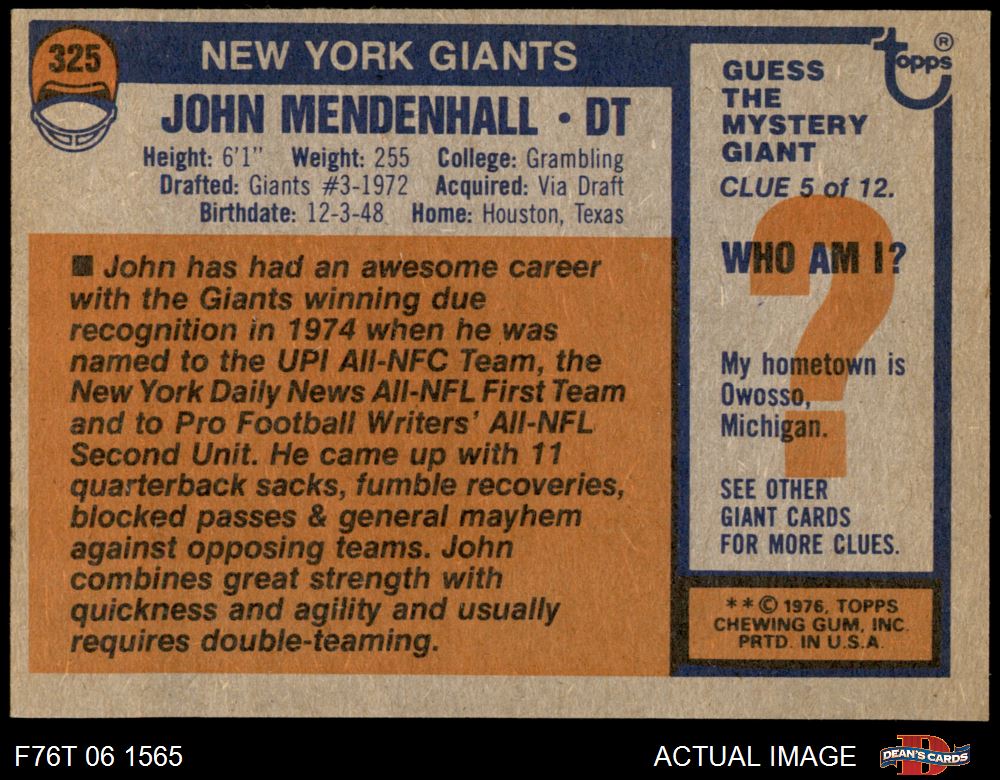 325
NEW YORK GIANTS
JOHN MENDENHALL • DT
Height: 6'1" Weight: 255 College: Grambling
Drafted: Giants #3-1972 Acquired: Via Draft
Birthdate: 12-3-48 Home: Houston, Texas
■ John has had an awesome career
with the Giants winning due
recognition in 1974 when he was
named to the UPI All-NFC Team, the
New York Daily News All-NFL First Team
and to Pro Football Writers' All-NFL
Second Unit. He came up with 11
quarterback sacks, fumble recoveries,
blocked passes & general mayhem
against opposing teams. John
combines great strength with
quickness and agility and usually
requires double-teaming.
topps ®
GUESS
THE
MYSTERY
GIANT
CLUE 5 of 12.
?
WHO AM I?
My hometown is
Owosso,
Michigan.
SEE OTHER
GIANT CARDS
FOR MORE CLUES.
** © 1976, TOPPS
CHEWING GUM, INC.
PRTD. IN U.S.A.
F76T 06 1565
ACTUAL IMAGE
DEAN'S CARDS